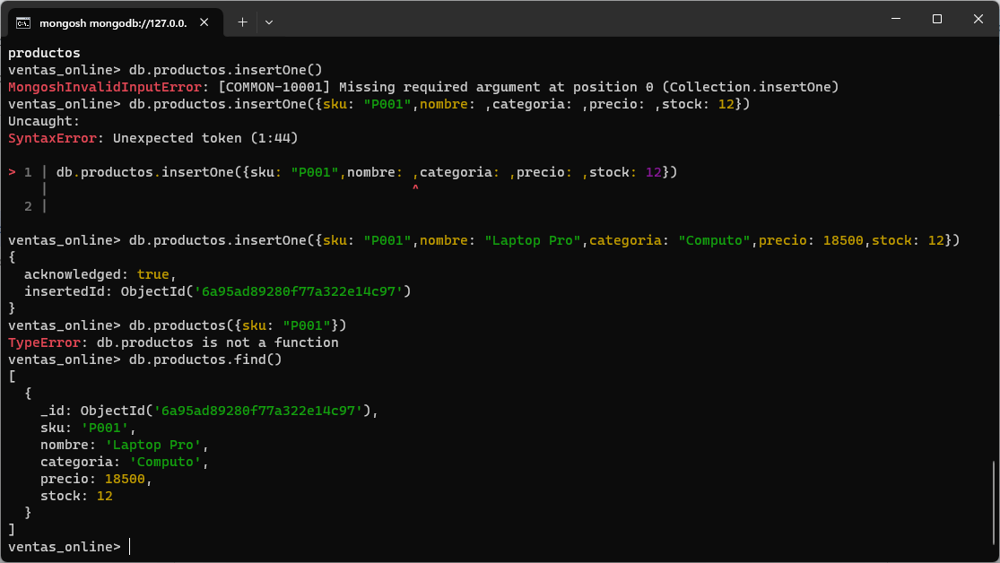 mongosh mongodb://127.0.0.
productos
ventas_online> db.productos.insertOne()
MongoshInvalidInputError: [COMMON-10001] Missing required argument at position 0 (Collection.insertOne)
ventas_online> db.productos.insertOne({sku: "P001",nombre: ,categoria: ,precio: ,stock: 12})
Uncaught:
SyntaxError: Unexpected token (1:44)
> 1 | db.productos.insertOne({sku: "P001",nombre: ,categoria: ,precio: ,stock: 12})
    |                                             ^
  2 |
ventas_online> db.productos.insertOne({sku: "P001",nombre: "Laptop Pro",categoria: "Computo",precio: 18500,stock: 12})
{
  acknowledged: true,
  insertedId: ObjectId('6a95ad89280f77a322e14c97')
}
ventas_online> db.productos({sku: "P001"})
TypeError: db.productos is not a function
ventas_online> db.productos.find()
[
  {
    _id: ObjectId('6a95ad89280f77a322e14c97'),
    sku: 'P001',
    nombre: 'Laptop Pro',
    categoria: 'Computo',
    precio: 18500,
    stock: 12
  }
]
ventas_online>